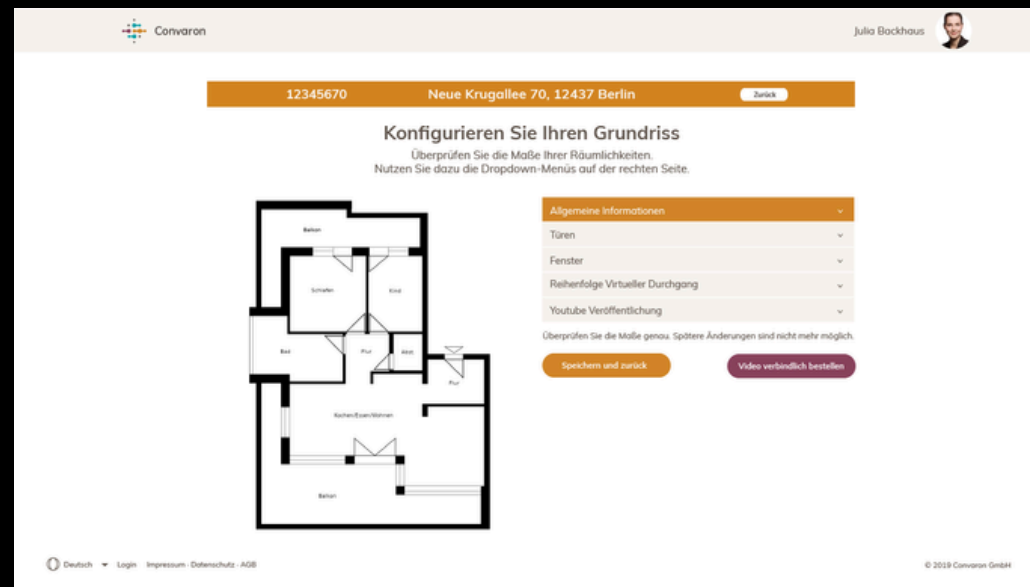 Convaron
Julia Backhaus
12345670 Neue Krugallee 70, 12437 Berlin Zurück
Konfigurieren Sie Ihren Grundriss
Überprüfen Sie die Maße Ihrer Räumlichkeiten.
Nutzen Sie dazu die Dropdown-Menüs auf der rechten Seite.
Balkon
Schlafen
Kind
Bad
Flur
Abst.
Flur
Kochen/Essen/Wohnen
Balkon
Allgemeine Informationen
Türen
Fenster
Reihenfolge Virtueller Durchgang
Youtube Veröffentlichung
Überprüfen Sie die Maße genau. Spätere Änderungen sind nicht mehr möglich.
Speichern und zurück
Video verbindlich bestellen
Deutsch Login Impressum · Datenschutz · AGB
© 2019 Convaron GmbH